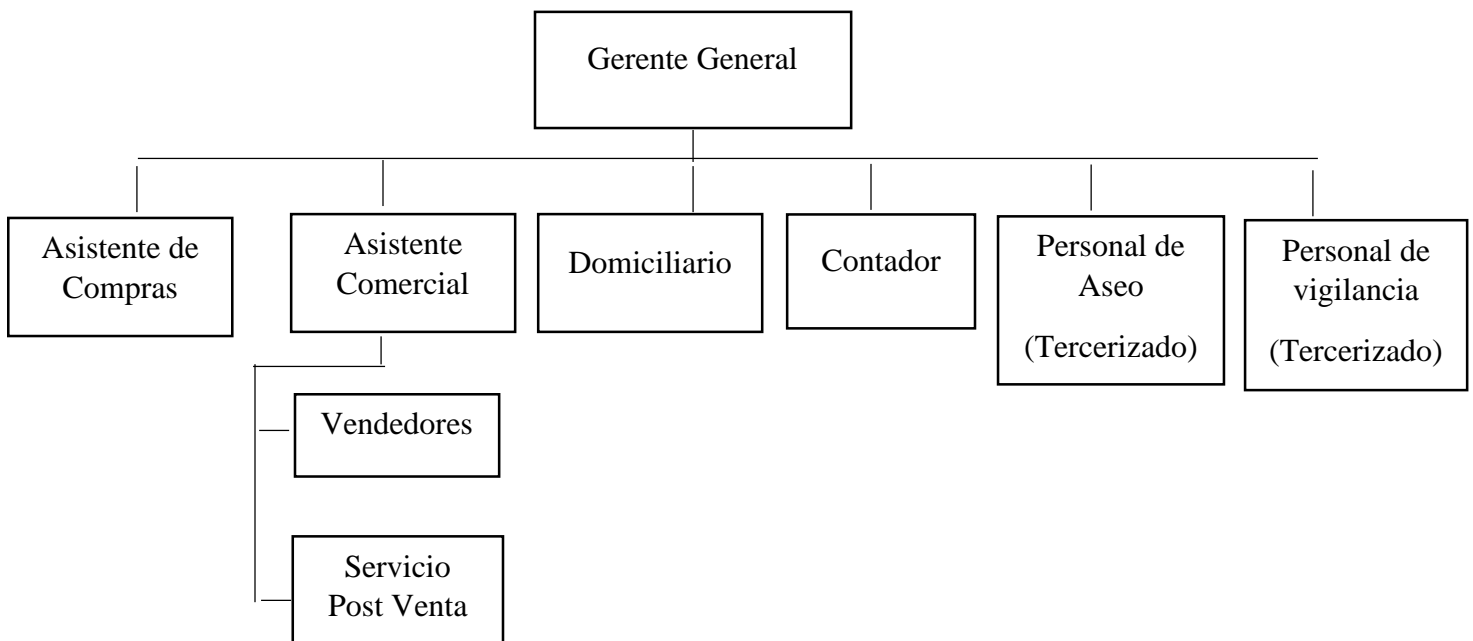 Gerente General
Asistente de
Compras
Asistente
Comercial
Domiciliario
Contador
Personal de
Aseo
(Tercerizado)
Personal de
vigilancia
(Tercerizado)
Vendedores
Servicio
Post Venta